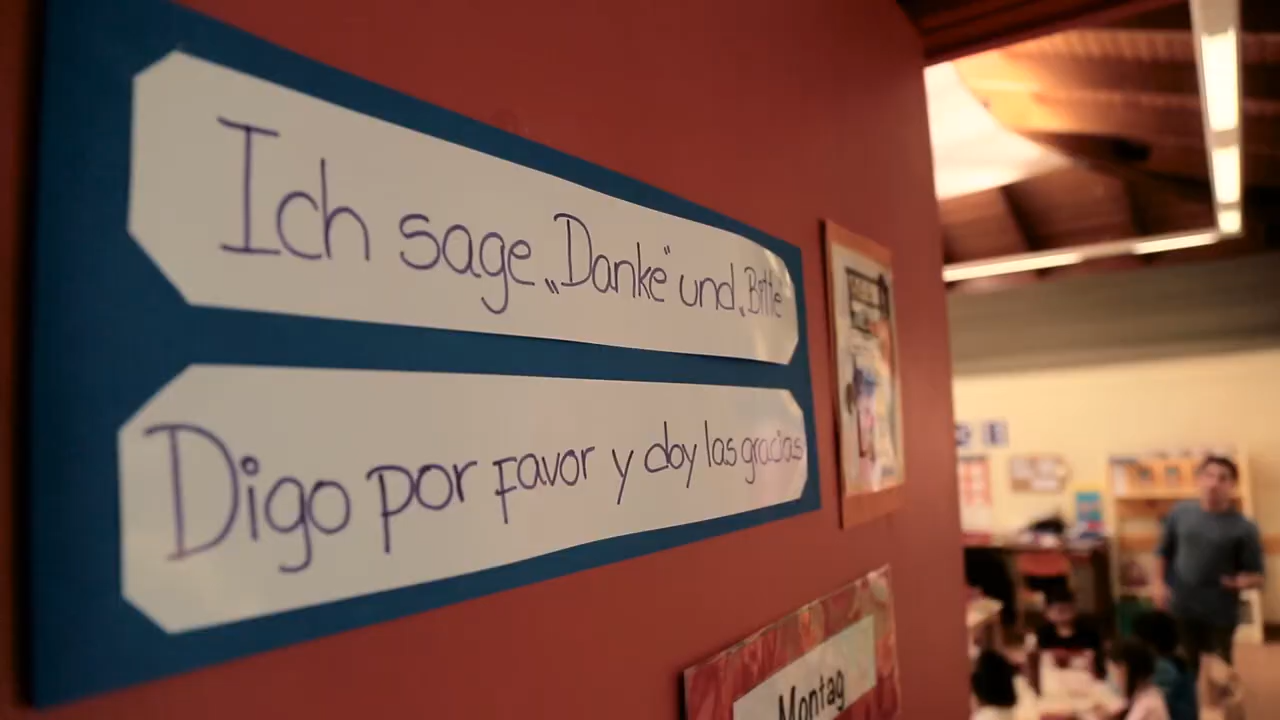 Ich sage „Danke“ und „Bitte
Digo por favor y doy las gracias
Montag